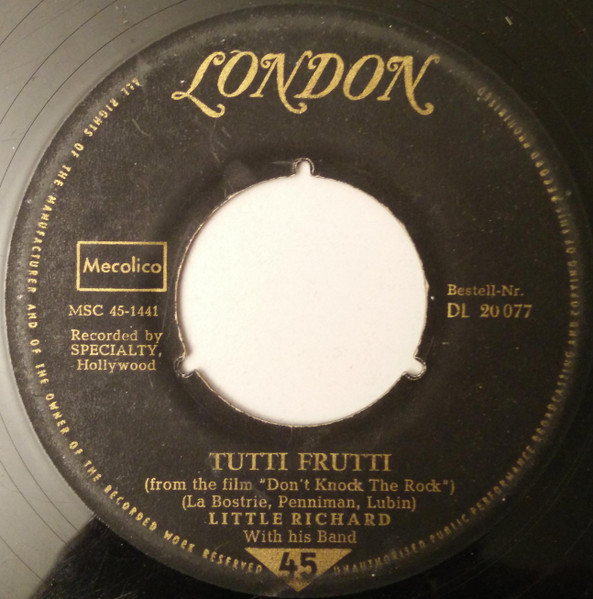 LONDON
ALL RIGHTS OF THE MANUFACTURER AND OF THE OWNER OF THE RECORDED WORK RESERVED
UNAUTHORISED PUBLIC PERFORMANCE BROADCASTING AND COPYING OF THIS RECORD PROHIBITED
Mecolico
MSC 45-1441
Recorded by
SPECIALTY,
Hollywood
Bestell-Nr.
DL 20077
TUTTI FRUTTI
(from the film "Don't Knock The Rock")
(La Bostrie, Penniman, Lubin)
LITTLE RICHARD
With his Band
45